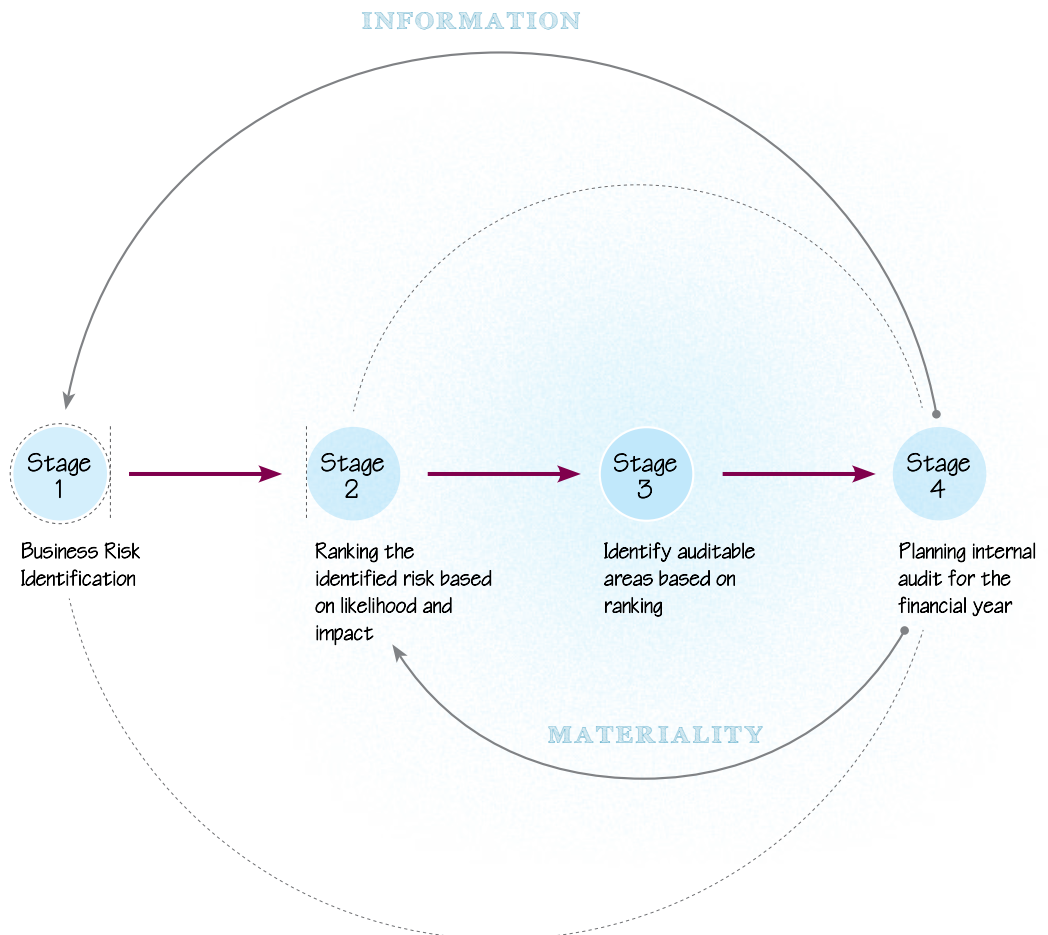 INFORMATION
Stage
1
Business Risk
Identification
Stage
2
Ranking the
identified risk based
on likelihood and
impact
Stage
3
Identify auditable
areas based on
ranking
Stage
4
Planning internal
audit for the
financial year
MATERIALITY